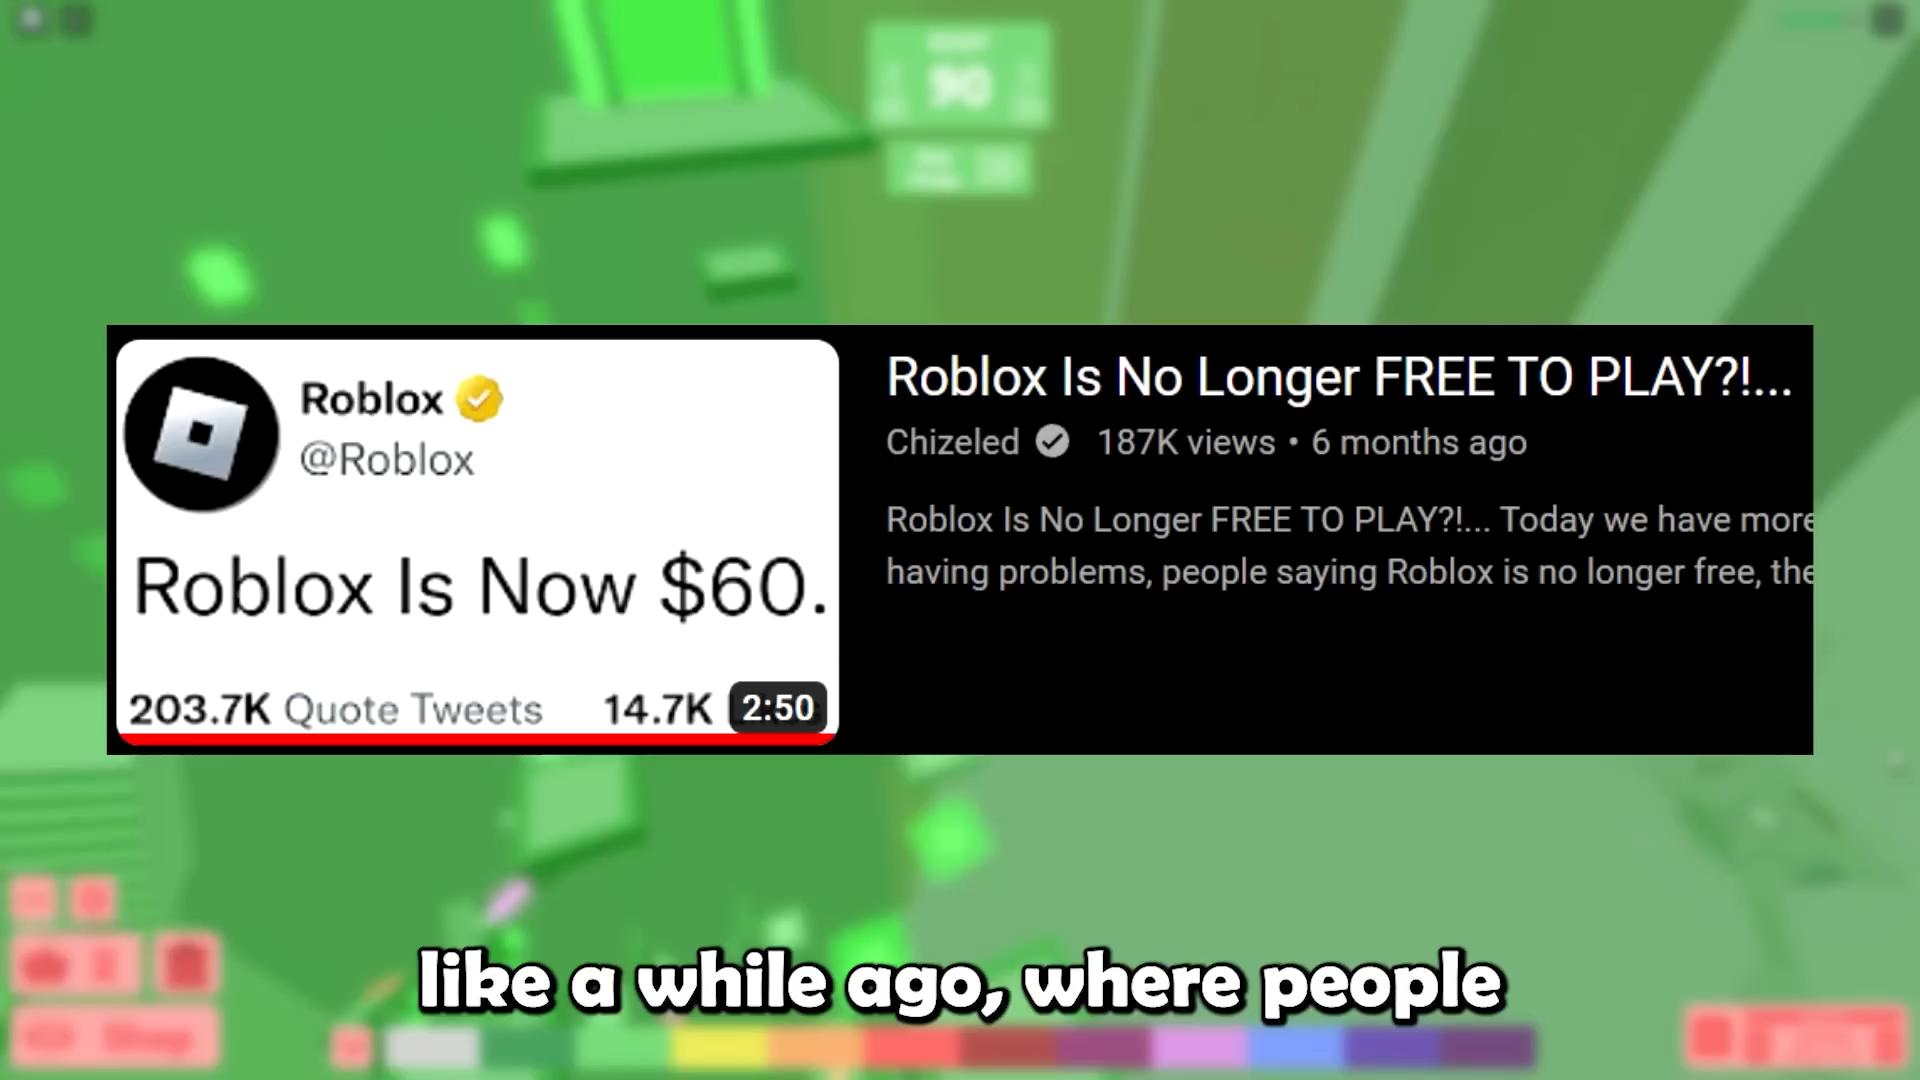 90
Roblox
@Roblox
Roblox Is Now $60.
203.7K Quote Tweets 14.7K
2:50
Roblox Is No Longer FREE TO PLAY?!...
Chizeled 187K views • 6 months ago
Roblox Is No Longer FREE TO PLAY?!... Today we have more
having problems, people saying Roblox is no longer free, the
like a while ago, where people
Shop